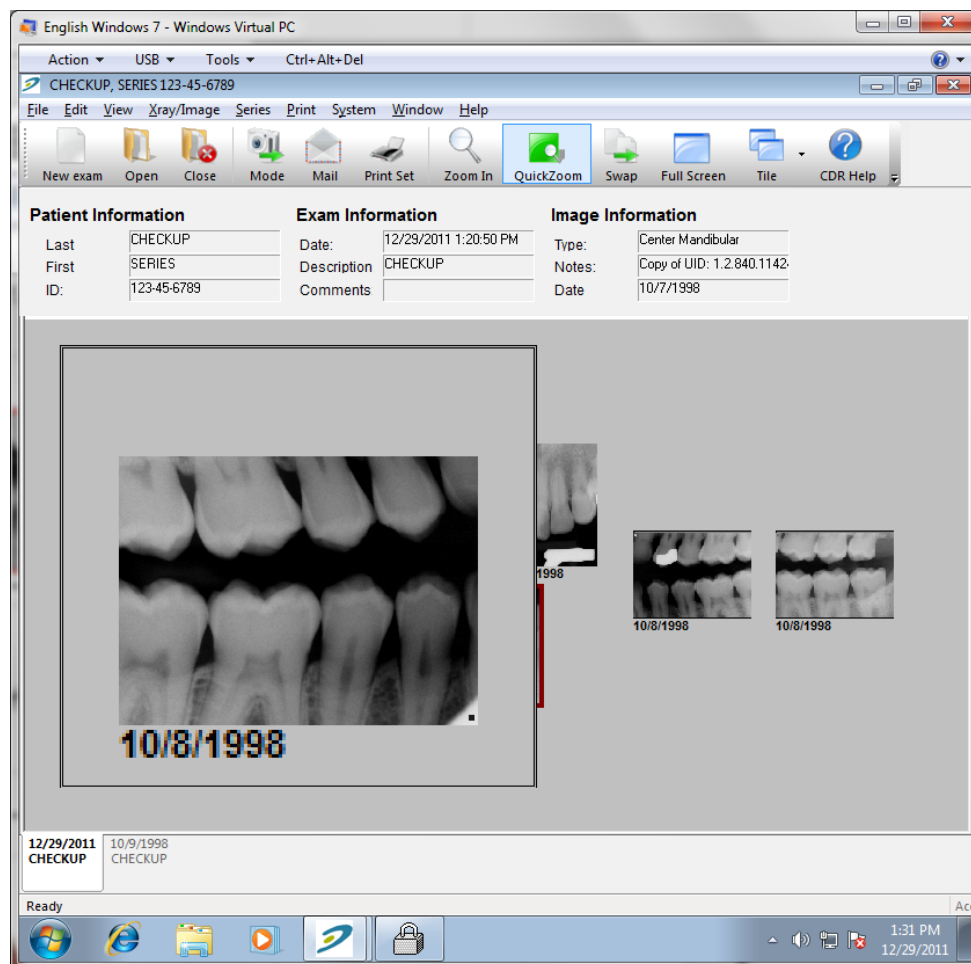 English Windows 7 - Windows Virtual PC
Action USB Tools Ctrl+Alt+Del
CHECKUP, SERIES 123-45-6789
File Edit View Xray/Image Series Print System Window Help
New exam Open Close Mode Mail Print Set Zoom In QuickZoom Swap Full Screen Tile CDR Help
Patient Information Exam Information Image Information
Last CHECKUP Date: 12/29/2011 1:20:50 PM Type: Center Mandibular
First SERIES Description CHECKUP Notes: Copy of UID: 1.2.840.1142-
ID: 123-45-6789 Comments Date 10/7/1998
1998
10/8/1998 10/8/1998
10/8/1998
12/29/2011 10/9/1998
CHECKUP CHECKUP
Ready
1:31 PM
12/29/2011